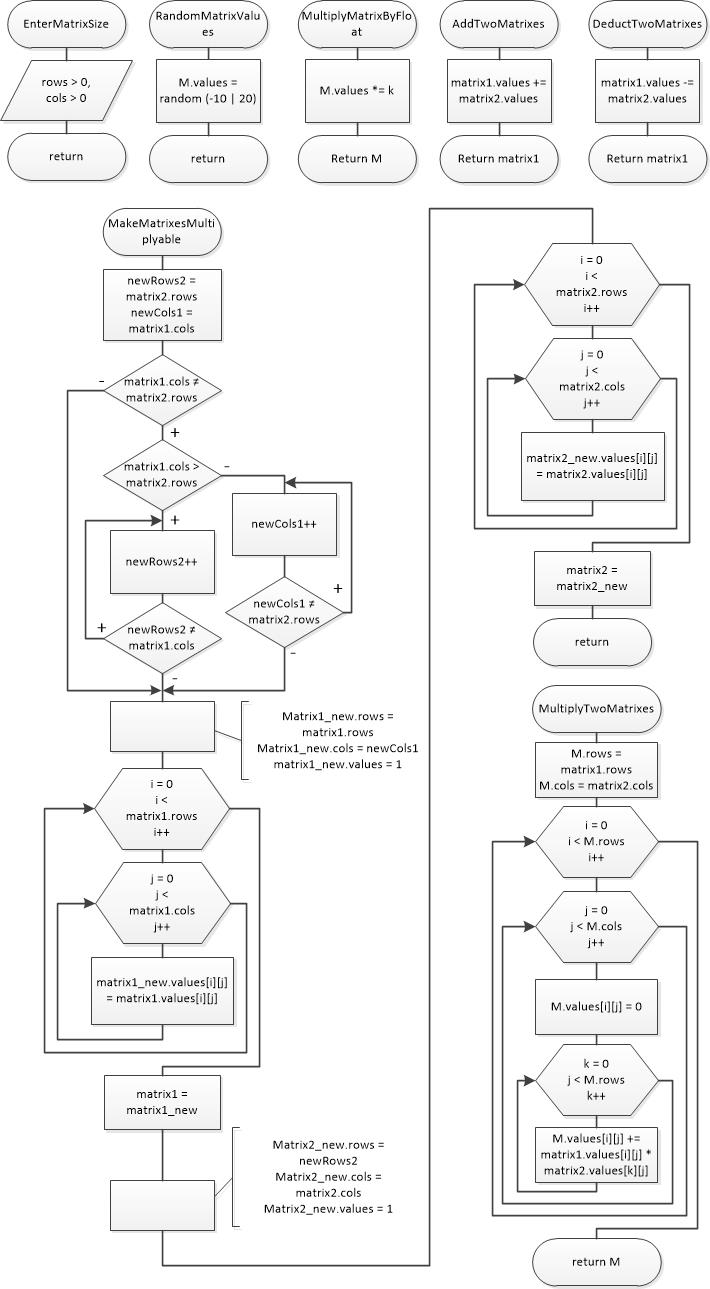 EnterMatrixSize
rows > 0,
cols > 0
return
RandomMatrixValu
es
M.values =
random (-10 | 20)
return
MultiplyMatrixByFlo
at
M.values *= k
Return M
AddTwoMatrixes
matrix1.values +=
matrix2.values
Return matrix1
DeductTwoMatrixes
matrix1.values -=
matrix2.values
Return matrix1
MakeMatrixesMulti
plyable
newRows2 =
matrix2.rows
newCols1 =
matrix1.cols
matrix1.cols ≠
matrix2.rows
-
+
matrix1.cols >
matrix2.rows
-
+
newRows2++
newRows2 ≠
matrix1.cols
+
-
newCols1++
newCols1 ≠
matrix2.rows
+
-
Matrix1_new.rows =
matrix1.rows
Matrix1_new.cols = newCols1
matrix1_new.values = 1
i = 0
i <
matrix1.rows
i++
j = 0
j <
matrix1.cols
j++
matrix1_new.values[i][j]
= matrix1.values[i][j]
matrix1 =
matrix1_new
Matrix2_new.rows =
newRows2
Matrix2_new.cols =
matrix2.cols
Matrix2_new.values = 1
i = 0
i <
matrix2.rows
i++
j = 0
j <
matrix2.cols
j++
matrix2_new.values[i][j]
= matrix2.values[i][j]
matrix2 =
matrix2_new
return
MultiplyTwoMatrixes
M.rows =
matrix1.rows
M.cols = matrix2.cols
i = 0
i < M.rows
i++
j = 0
j < M.cols
j++
M.values[i][j] = 0
k = 0
j < M.rows
k++
M.values[i][j] +=
matrix1.values[i][j] *
matrix2.values[k][j]
return M